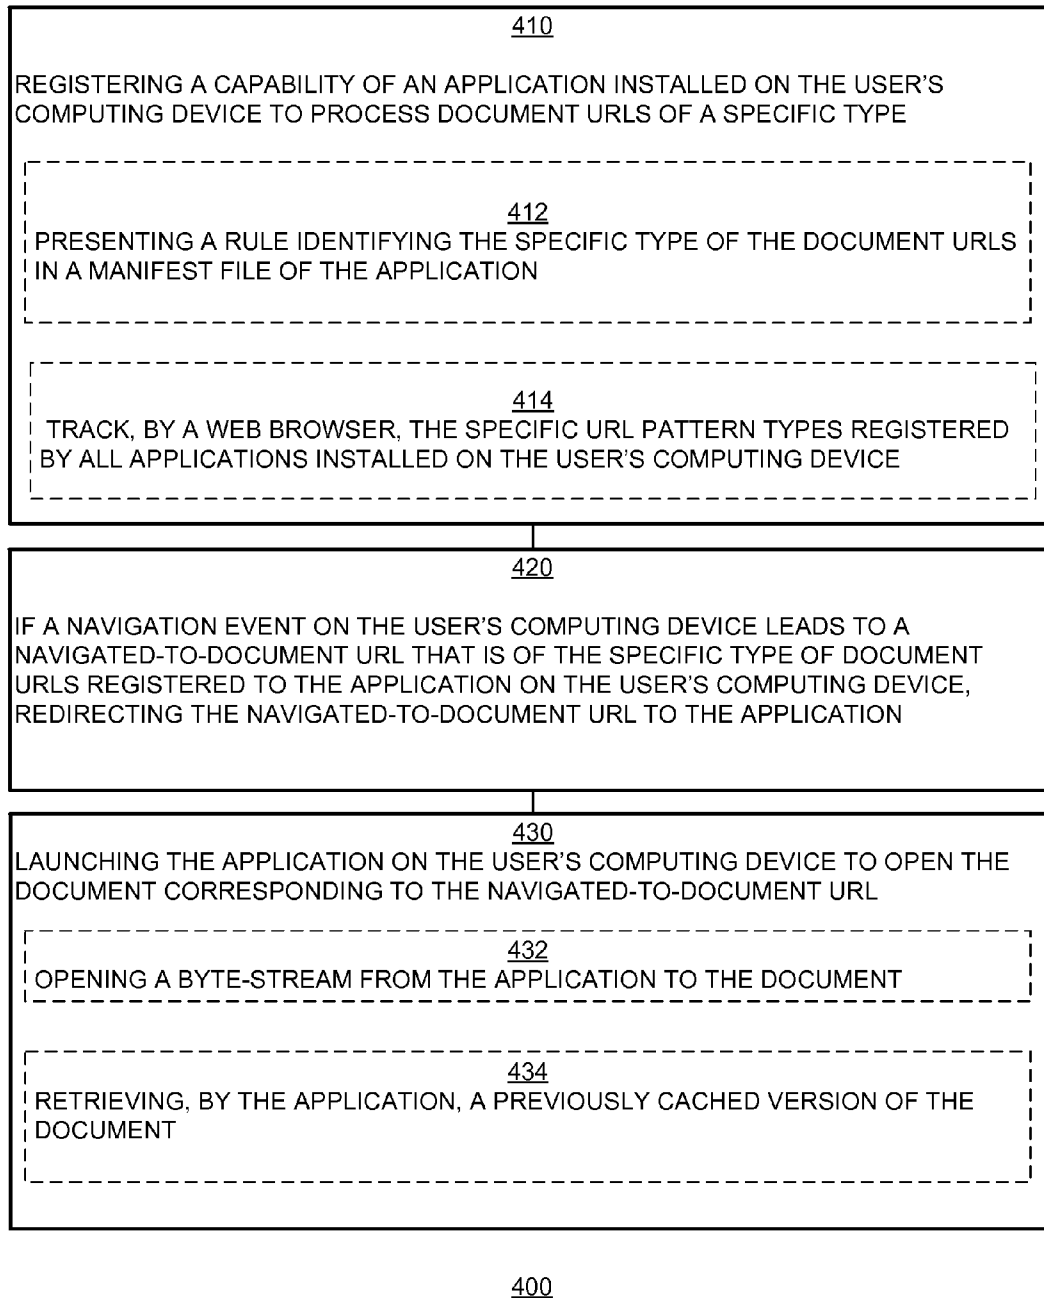 410
REGISTERING A CAPABILITY OF AN APPLICATION INSTALLED ON THE USER'S
COMPUTING DEVICE TO PROCESS DOCUMENT URLS OF A SPECIFIC TYPE
412
PRESENTING A RULE IDENTIFYING THE SPECIFIC TYPE OF THE DOCUMENT URLS
IN A MANIFEST FILE OF THE APPLICATION
414
TRACK, BY A WEB BROWSER, THE SPECIFIC URL PATTERN TYPES REGISTERED
BY ALL APPLICATIONS INSTALLED ON THE USER'S COMPUTING DEVICE
420
IF A NAVIGATION EVENT ON THE USER'S COMPUTING DEVICE LEADS TO A
NAVIGATED-TO-DOCUMENT URL THAT IS OF THE SPECIFIC TYPE OF DOCUMENT
URLS REGISTERED TO THE APPLICATION ON THE USER'S COMPUTING DEVICE,
REDIRECTING THE NAVIGATED-TO-DOCUMENT URL TO THE APPLICATION
430
LAUNCHING THE APPLICATION ON THE USER'S COMPUTING DEVICE TO OPEN THE
DOCUMENT CORRESPONDING TO THE NAVIGATED-TO-DOCUMENT URL
432
OPENING A BYTE-STREAM FROM THE APPLICATION TO THE DOCUMENT
434
RETRIEVING, BY THE APPLICATION, A PREVIOUSLY CACHED VERSION OF THE
DOCUMENT
400